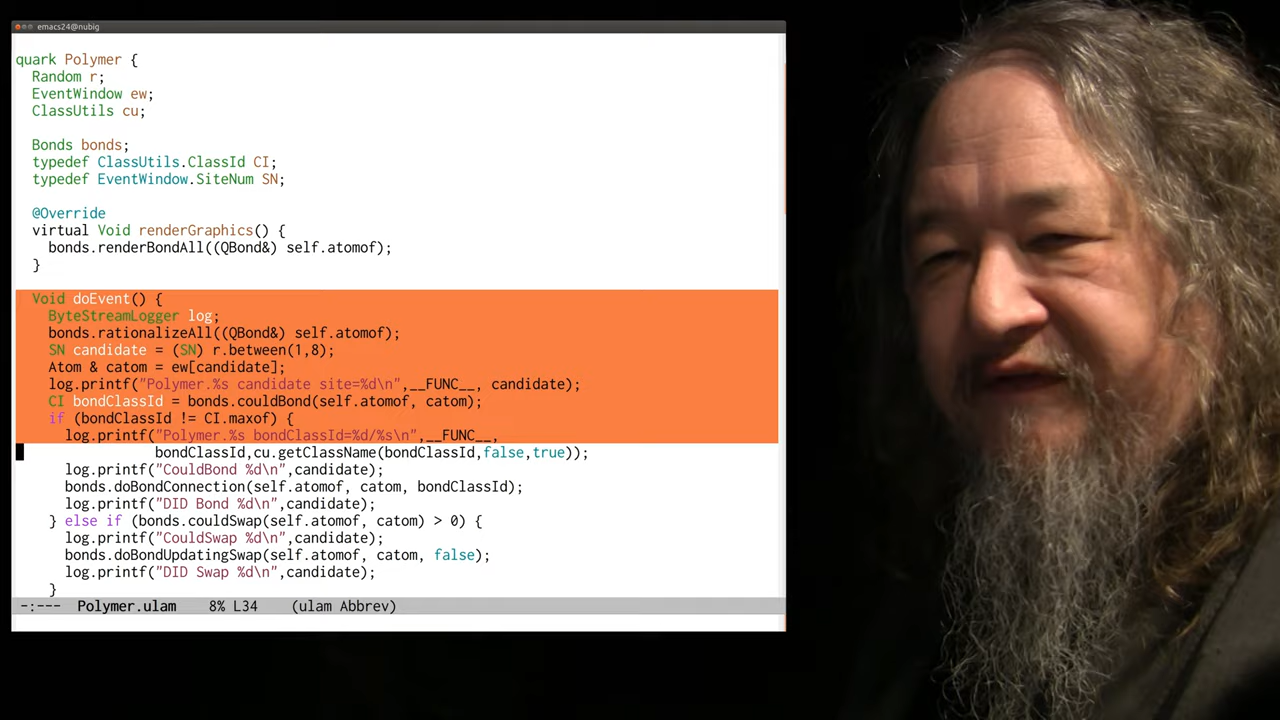 emacs24@nubig
quark Polymer {
  Random r;
  EventWindow ew;
  ClassUtils cu;

  Bonds bonds;
  typedef ClassUtils.ClassId CI;
  typedef EventWindow.SiteNum SN;

  @Override
  virtual Void renderGraphics() {
    bonds.renderBondAll((QBond&) self.atomof);
  }

  Void doEvent() {
    ByteStreamLogger log;
    bonds.rationalizeAll((QBond&) self.atomof);
    SN candidate = (SN) r.between(1,8);
    Atom & catom = ew[candidate];
    log.printf("Polymer.%s candidate site=%d\n",__FUNC__, candidate);
    CI bondClassId = bonds.couldBond(self.atomof, catom);
    if (bondClassId != CI.maxof) {
      log.printf("Polymer.%s bondClassId=%d/%s\n",__FUNC__,
                 bondClassId,cu.getClassName(bondClassId,false,true));
      log.printf("CouldBond %d\n",candidate);
      bonds.doBondConnection(self.atomof, catom, bondClassId);
      log.printf("DID Bond %d\n",candidate);
    } else if (bonds.couldSwap(self.atomof, catom) > 0) {
      log.printf("CouldSwap %d\n",candidate);
      bonds.doBondUpdatingSwap(self.atomof, catom, false);
      log.printf("DID Swap %d\n",candidate);
    }
-:---  Polymer.ulam    8% L34    (ulam Abbrev)